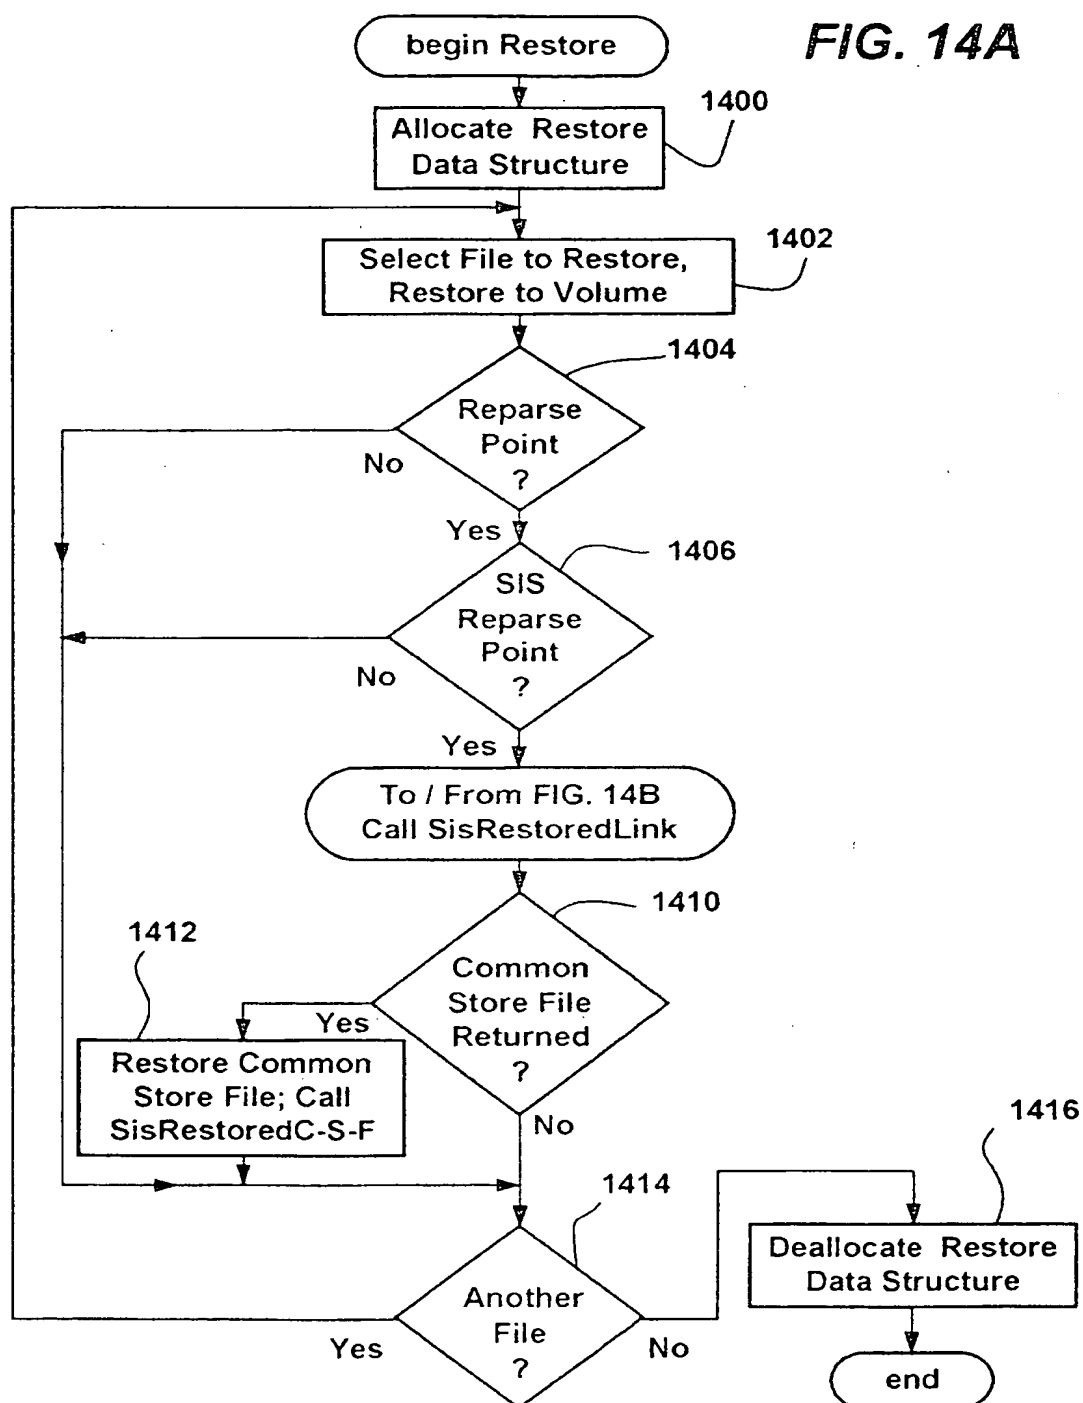 begin Restore
FIG. 14A
1400
Allocate Restore
Data Structure
1402
Select File to Restore,
Restore to Volume
1404
Reparse
Point
?
No
Yes
1406
SIS
Reparse
Point
?
No
Yes
To / From FIG. 14B
Call SisRestoredLink
1410
1412
Common
Store File
Returned
?
Yes
Restore Common
Store File; Call
SisRestoredC-S-F
No
1416
1414
Deallocate Restore
Data Structure
Another
File
?
Yes
No
end